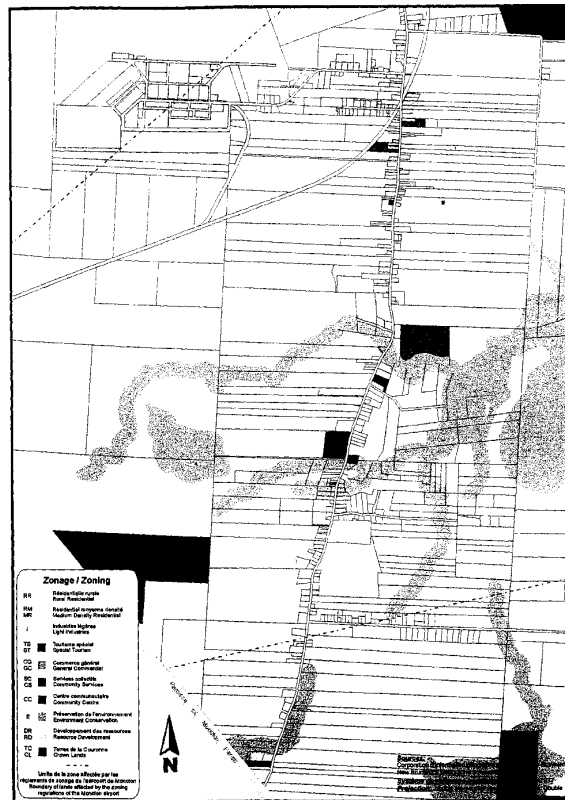 Zonage / Zoning
RR Résidentielle rurale
Rural Residential
RM Résidentiel moyenne densité
MR Medium Density Residential
I Industries légères
Light Industries
TS Tourisme spécial
ST Special Tourism
CG Commerce général
GC General Commercial
SC Services collectifs
CS Community Services
CC Centre communautaire
Community Centre
E Préservation de l'environnement
Environment Conservation
DR Développement des ressources
RD Resource Development
TC Terres de la Couronne
CL Crown Lands
Limite de la zone affectée par les
règlements de zonage de l'aéroport de Moncton
Boundary of lands affected by the zoning
regulations of the Moncton airport
N